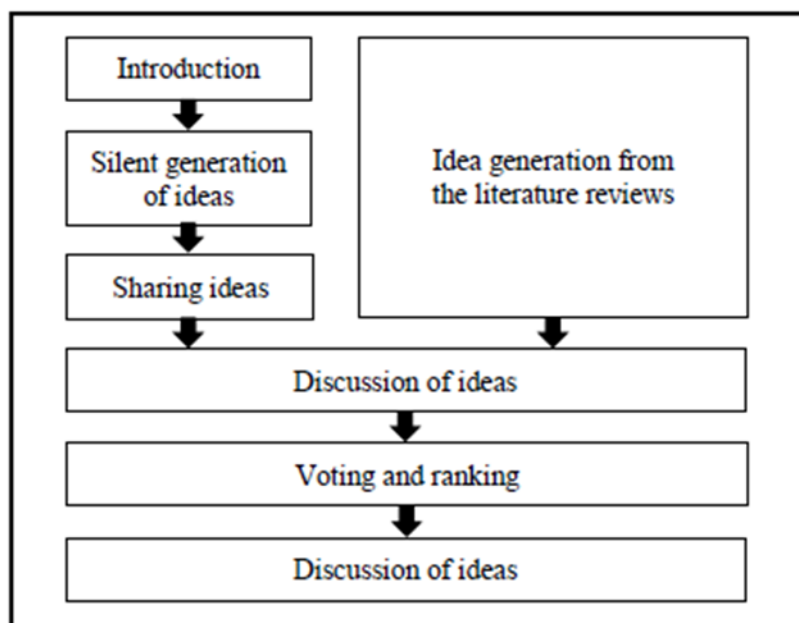 Introduction
Silent generation
of ideas
Sharing ideas
Idea generation from
the literature reviews
Discussion of ideas
Voting and ranking
Discussion of ideas